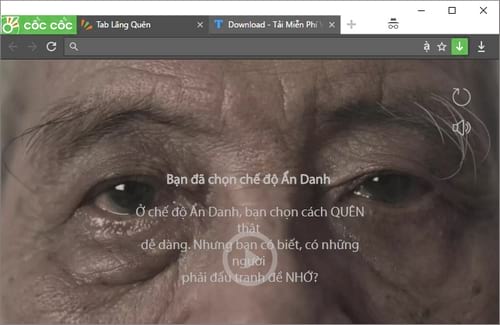 cốc cốc
Tab Lãng Quên
Download - Tải Miễn Phí V
Bạn đã chọn chế độ Ẩn Danh
Ở chế độ Ẩn Danh, bạn chọn cách QUÊN
thật
dễ dàng. Nhưng bạn có biết, có những
người
phải đấu tranh để NHỚ?